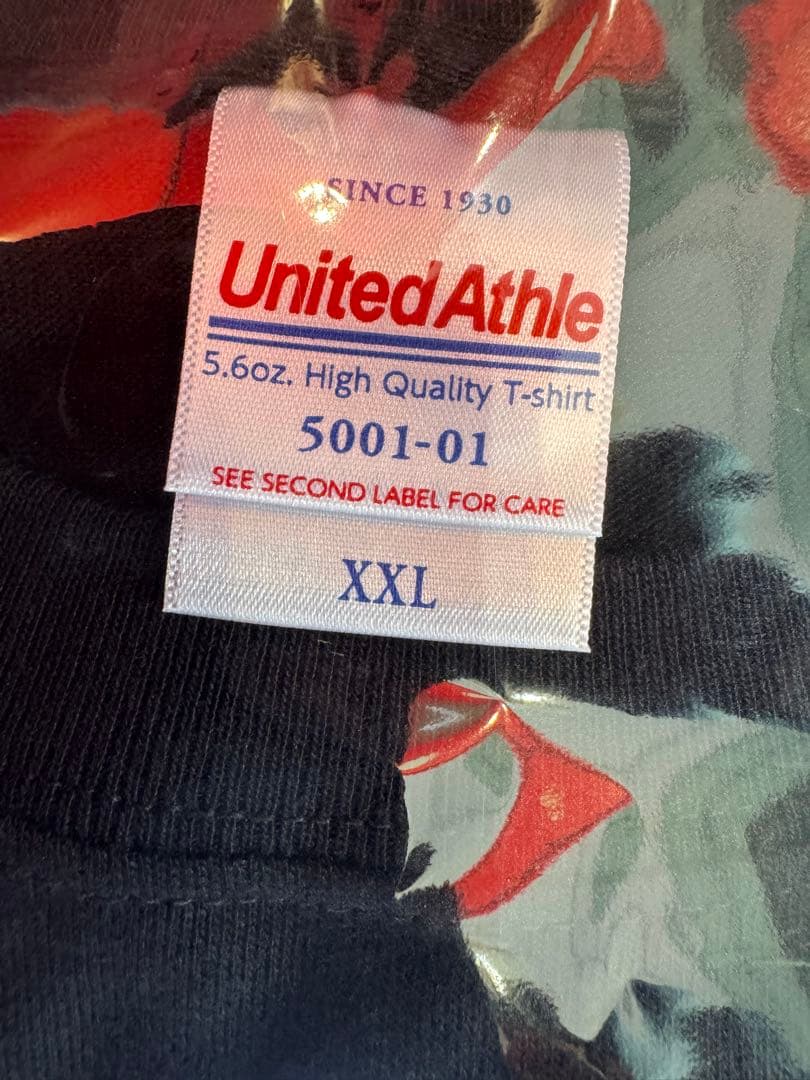 SINCE 1930
United Athle
5.6oz. High Quality T-shirt
5001-01
SEE SECOND LABEL FOR CARE
XXL